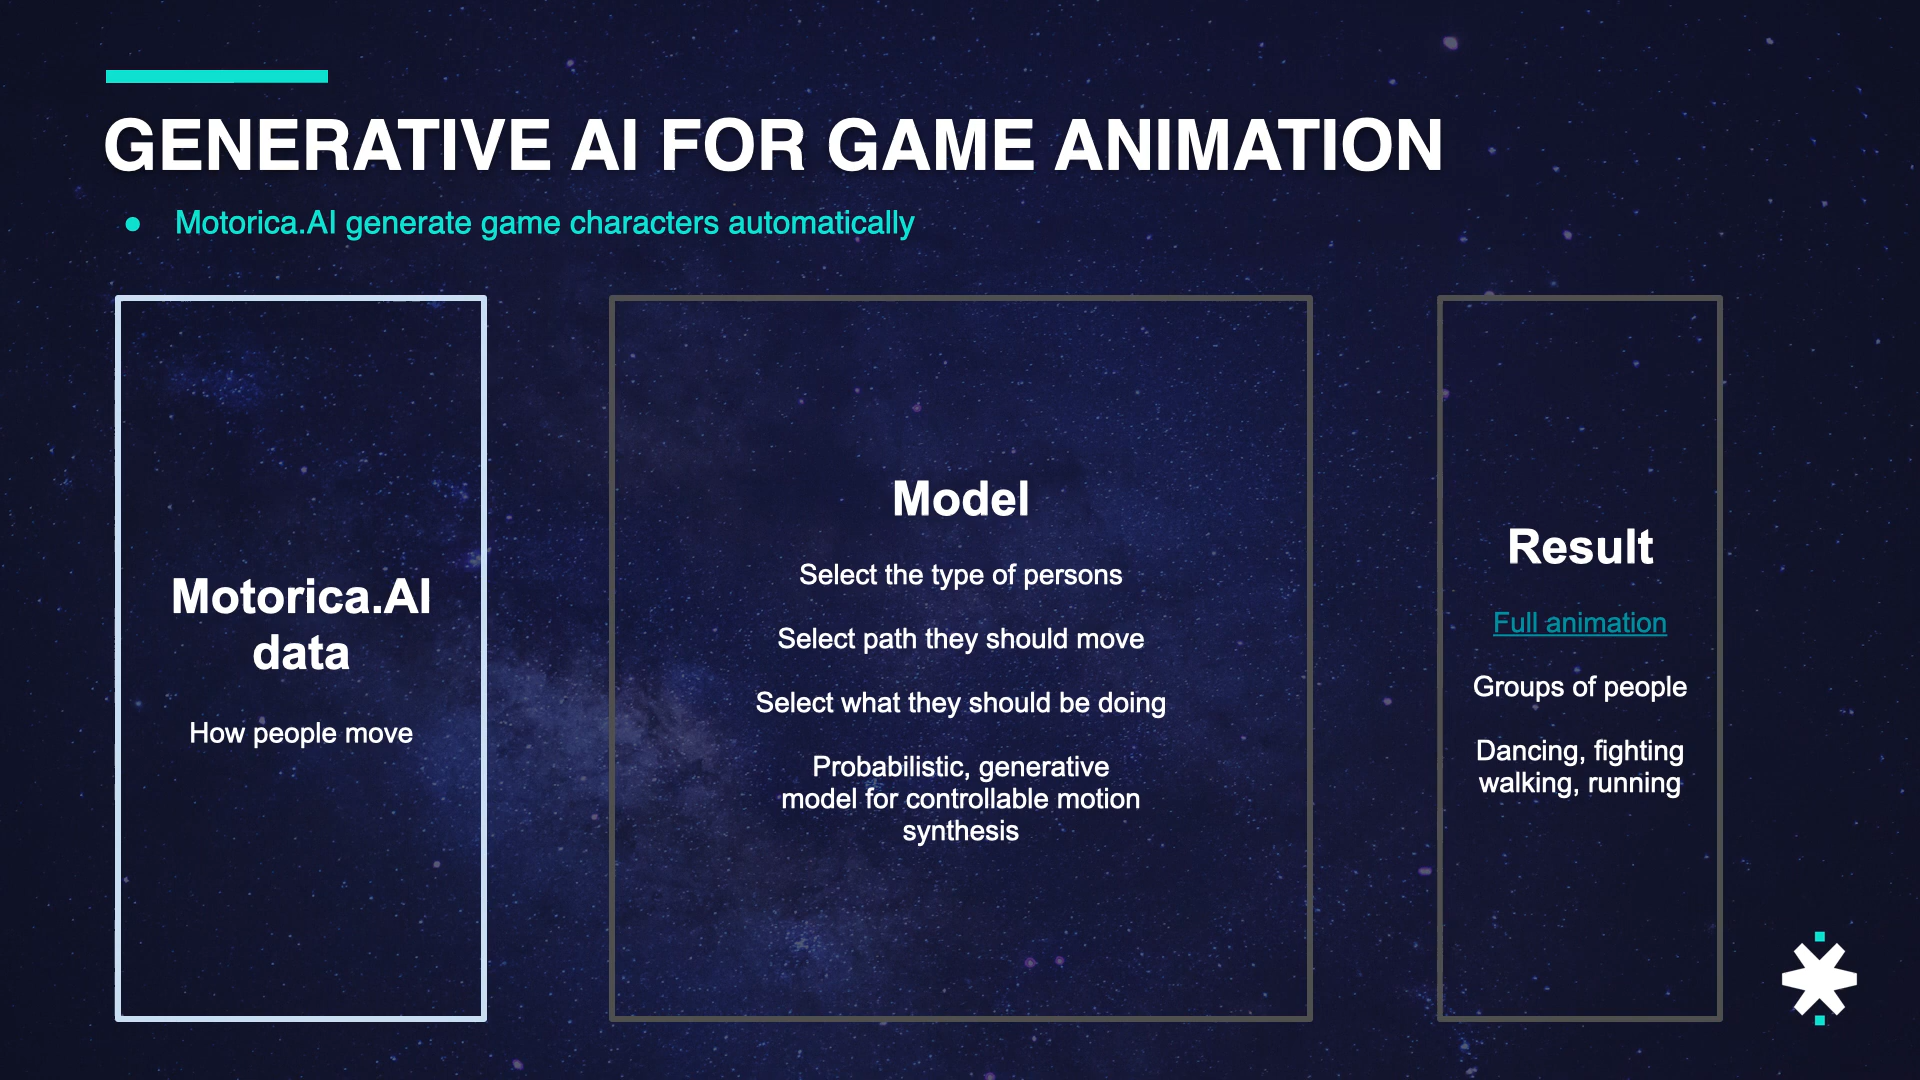 GENERATIVE AI FOR GAME ANIMATION
● Motorica.AI generate game characters automatically
Motorica.AI
data
How people move
Model
Select the type of persons
Select path they should move
Select what they should be doing
Probabilistic, generative
model for controllable motion
synthesis
Result
Full animation
Groups of people
Dancing, fighting
walking, running